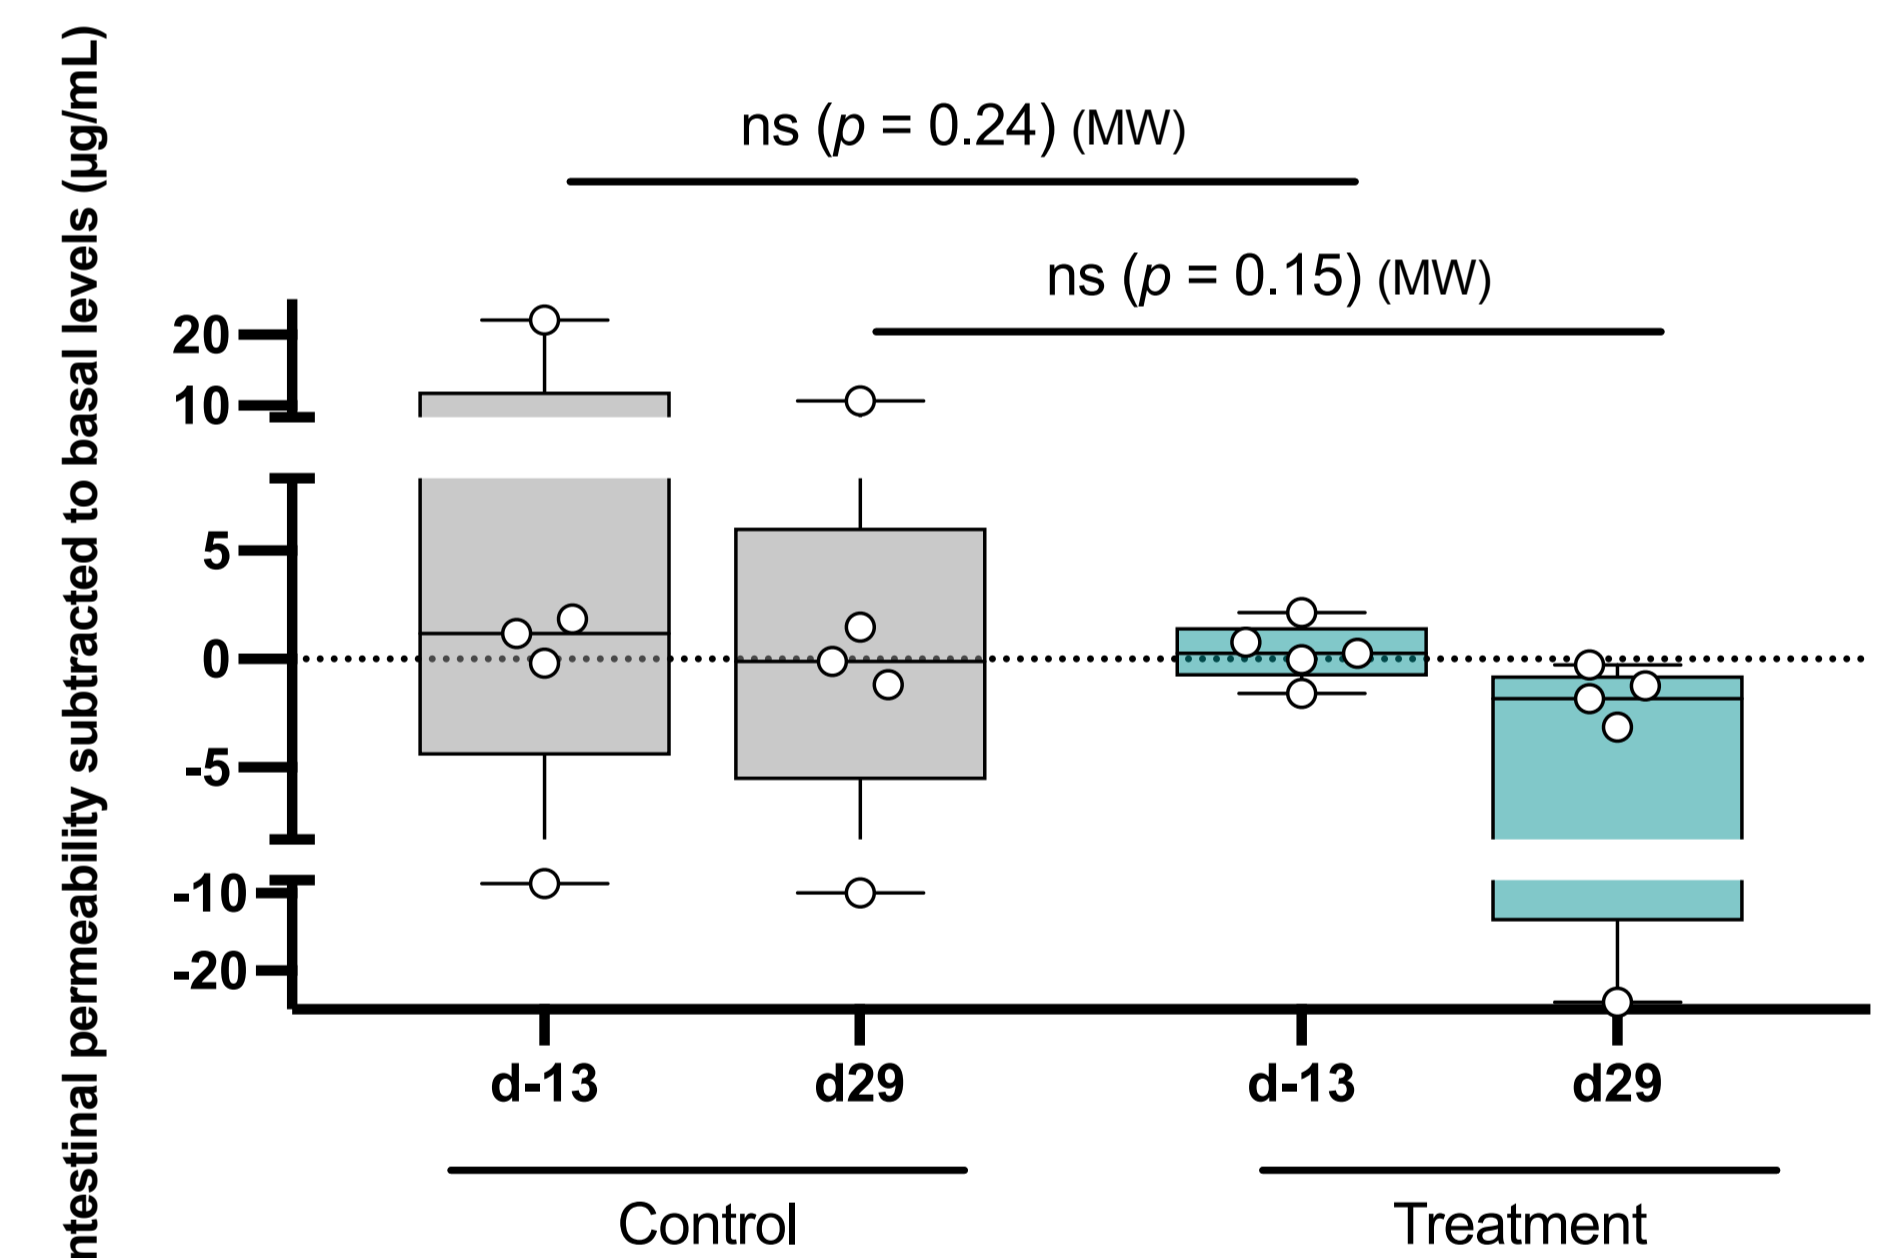 ntestinal permeability subtracted to basal levels (µg/mL)
ns (p = 0.24) (MW)
ns (p = 0.15) (MW)
20
10
5
0
-5
-10
-20
d-13 d29 d-13 d29
Control Treatment